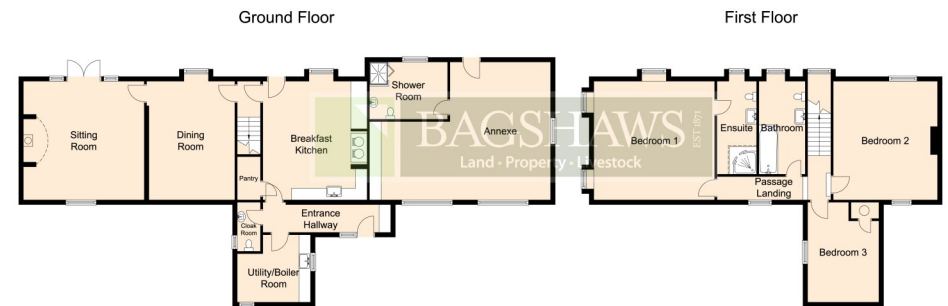 Ground Floor
First Floor
Sitting
Room
Dining
Room
Pantry
Breakfast
Kitchen
Shower
Room
Annexe
Entrance
Hallway
Cloak
Room
Utility/Boiler
Room
Bedroom 1
Ensuite
Bathroom
Bedroom 2
Passage
Landing
Bedroom 3
BAGSHAWS
EST 1871
Land · Property · Livestock